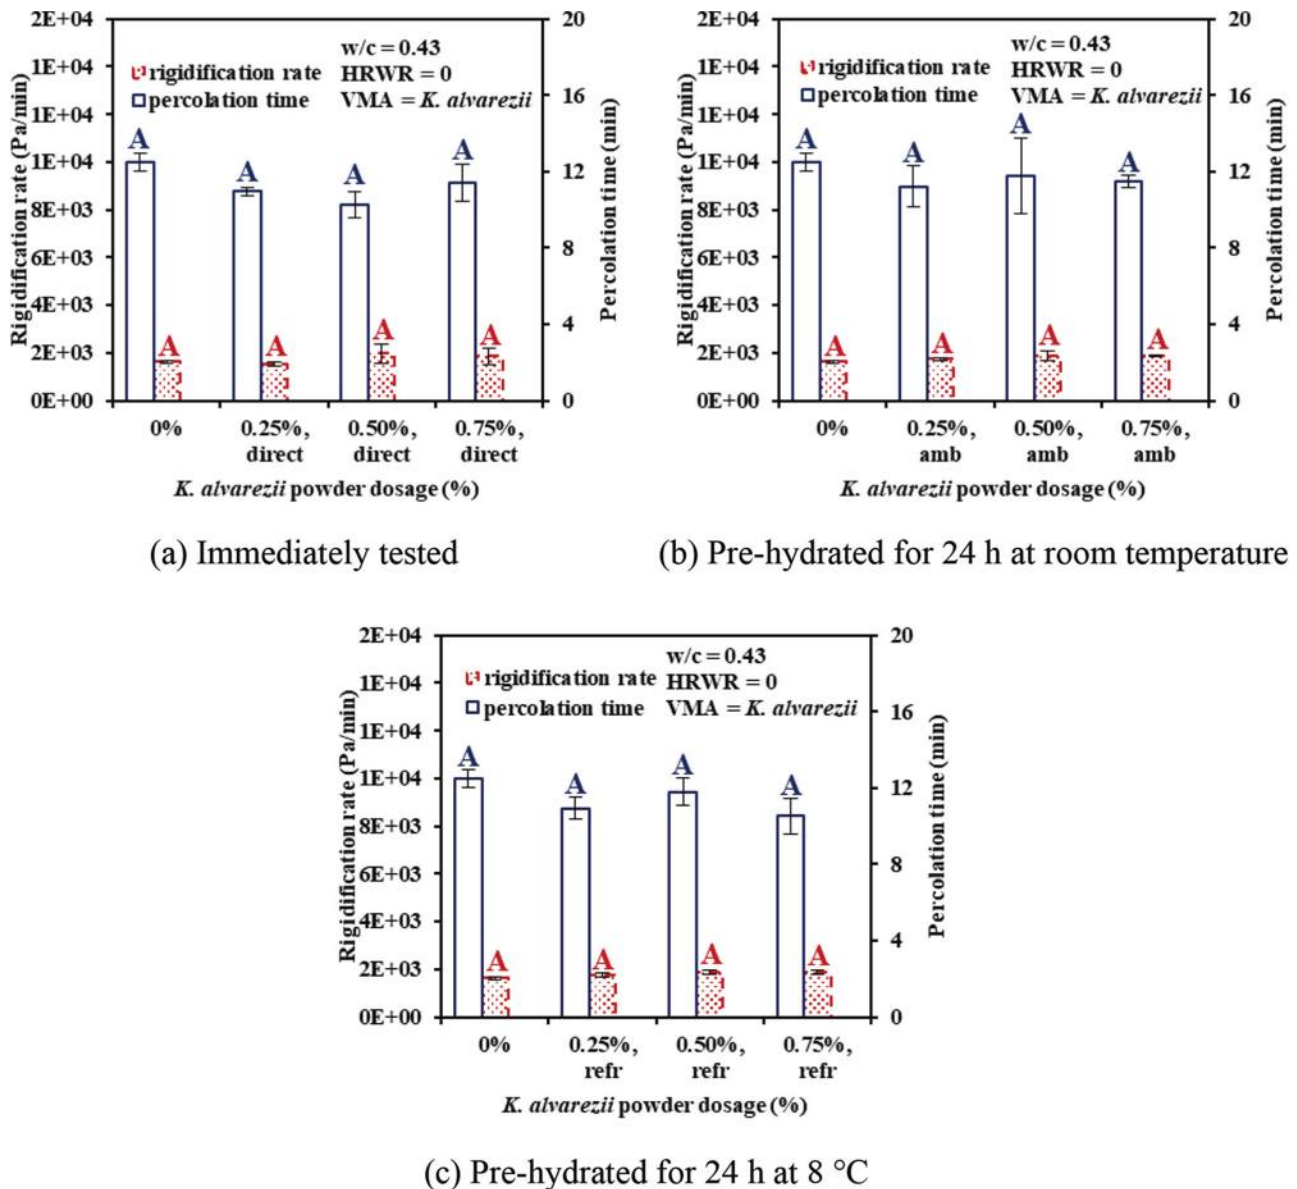 Rigidification rate (Pa/min)
2E+04
1E+04
1E+04
1E+04
8E+03
6E+03
4E+03
2E+03
0E+00
w/c = 0.43
rigidification rate HRWR = 0
percolation time VMA = K. alvarezii
A
A
A
A
A
A
A
A
20
16
12
8
4
0
Percolation time (min)
0% 0.25%, 0.50%, 0.75%,
direct direct direct
K. alvarezii powder dosage (%)
(a) Immediately tested
Rigidification rate (Pa/min)
2E+04
1E+04
1E+04
1E+04
8E+03
6E+03
4E+03
2E+03
0E+00
w/c = 0.43
rigidification rate HRWR = 0
percolation time VMA = K. alvarezii
A
A
A
A
A
A
A
A
20
16
12
8
4
0
Percolation time (min)
0% 0.25%, 0.50%, 0.75%,
amb amb amb
K. alvarezii powder dosage (%)
(b) Pre-hydrated for 24 h at room temperature
Rigidification rate (Pa/min)
2E+04
1E+04
1E+04
1E+04
8E+03
6E+03
4E+03
2E+03
0E+00
w/c = 0.43
rigidification rate HRWR = 0
percolation time VMA = K. alvarezii
A
A
A
A
A
A
A
A
20
16
12
8
4
0
Percolation time (min)
0% 0.25%, 0.50%, 0.75%,
refr refr refr
K. alvarezii powder dosage (%)
(c) Pre-hydrated for 24 h at 8 °C